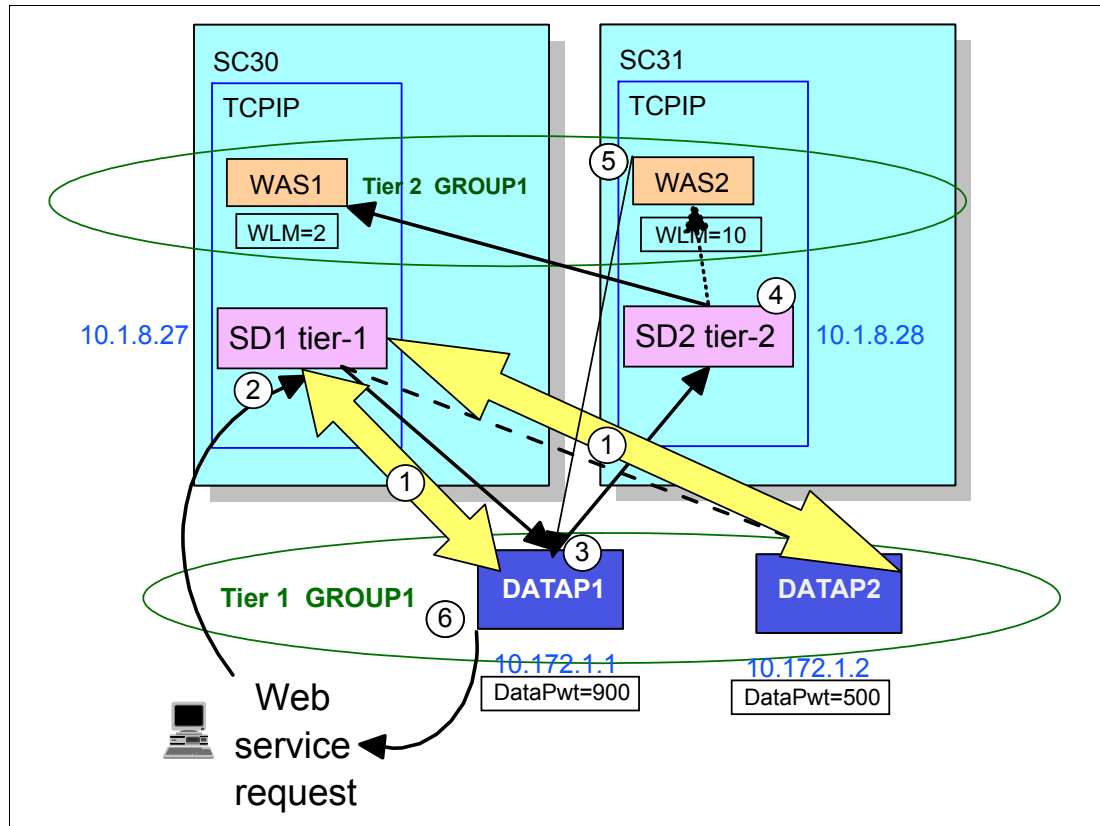 SC30
SC31
TCPIP
TCPIP
5
WAS1
Tier 2 GROUP1
WAS2
WLM=2
WLM=10
4
10.1.8.27
SD1 tier-1
SD2 tier-2
10.1.8.28
2
1
1
3
DATAP1
DATAP2
Tier 1 GROUP1
6
10.172.1.1
10.172.1.2
DataPwt=900
DataPwt=500
Web
service
request